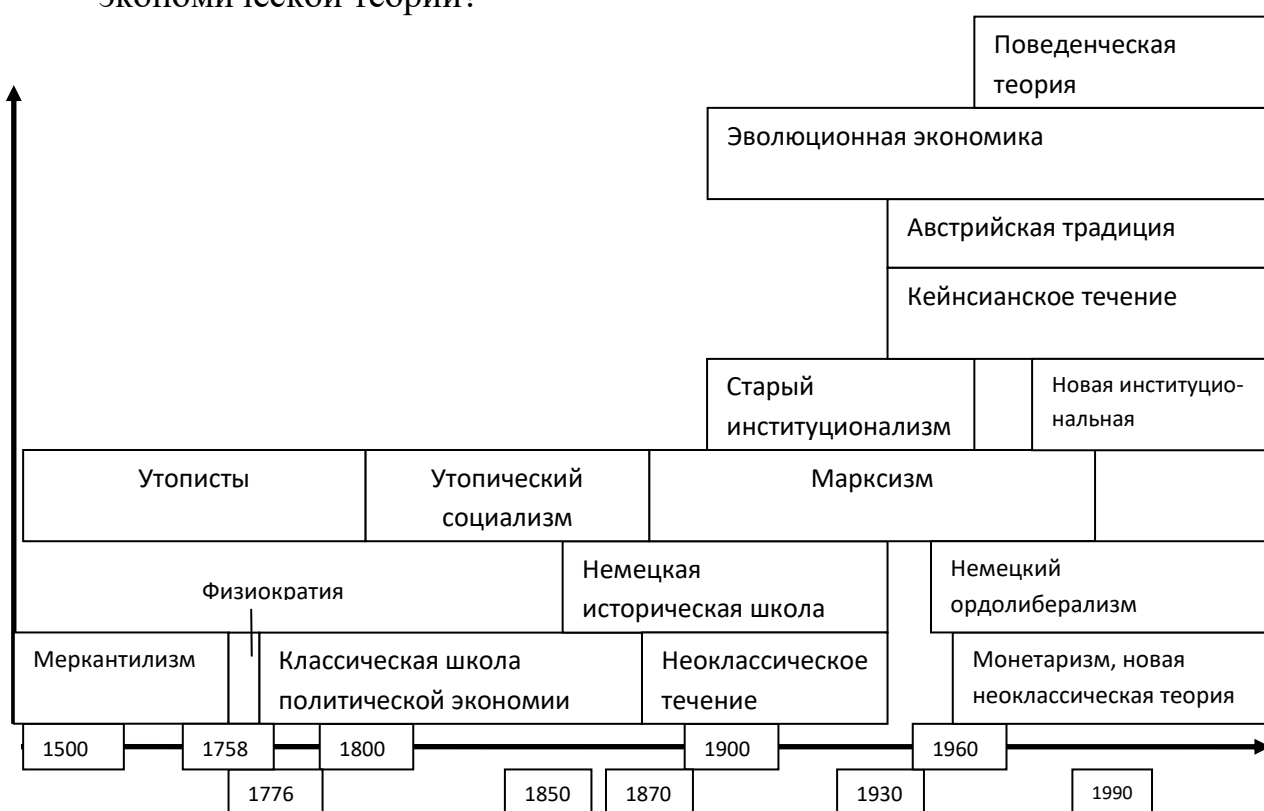 экономической теории?
Поведенческая
теория
Эволюционная экономика
Австрийская традиция
Кейнсианское течение
Старый
институционализм
Новая институцио-
нальная
Утописты
Утопический
социализм
Марксизм
Немецкая
историческая школа
Немецкий
ордолиберализм
Физиократия
Меркантилизм
Классическая школа
политической экономии
Неоклассическое
течение
Монетаризм, новая
неоклассическая теория
1500
1758
1800
1900
1960
1776
1850
1870
1930
1990